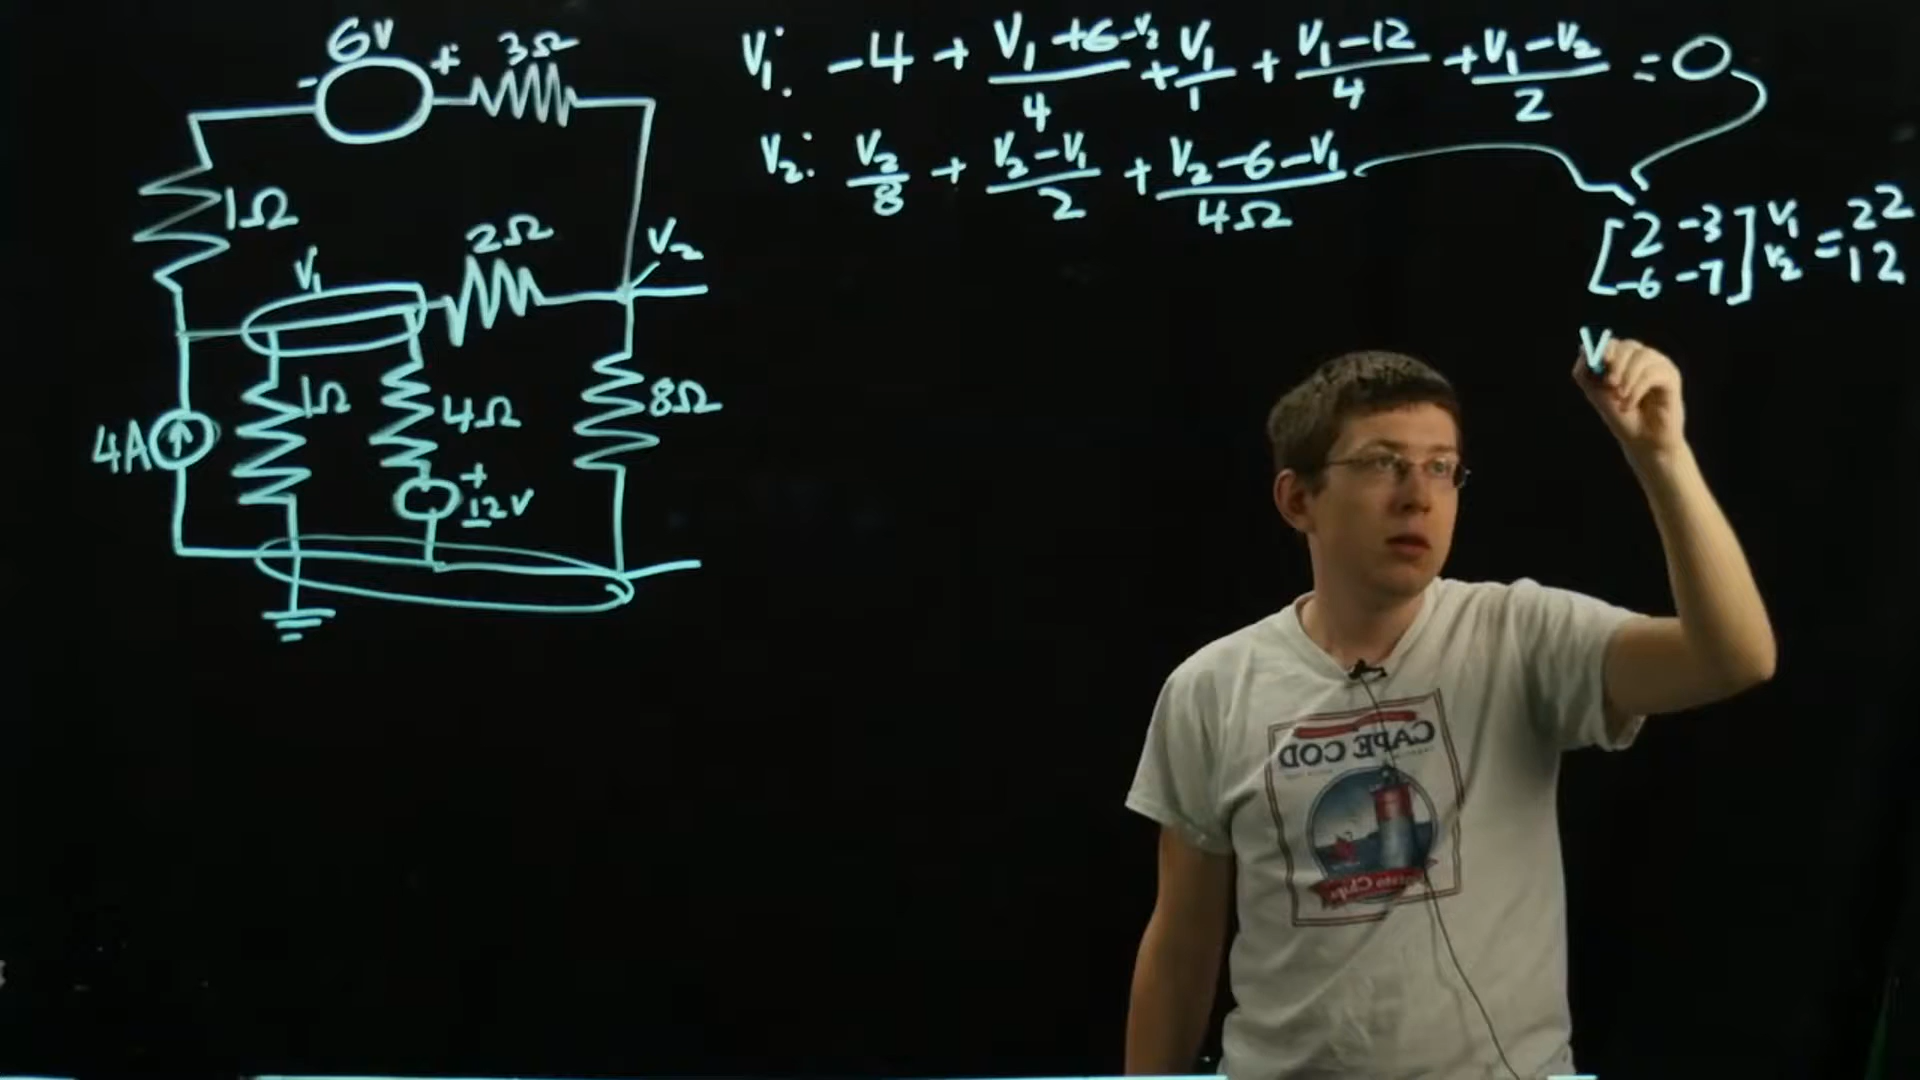 6V
- +
3Ω
1Ω
2Ω
V₁
V₂
4A
1Ω
4Ω
8Ω
+
12V
-
V₁: -4 + (V₁+6-V₂)/4 + V₁/1 + (V₁-12)/4 + (V₁-V₂)/2 = 0
V₂: V₂/8 + (V₂-V₁)/2 + (V₂-6-V₁)/4Ω
[2 -3] V₁ = 22
[-6 -7] V₂ = 12
V
CAPE COD
Potato Chips